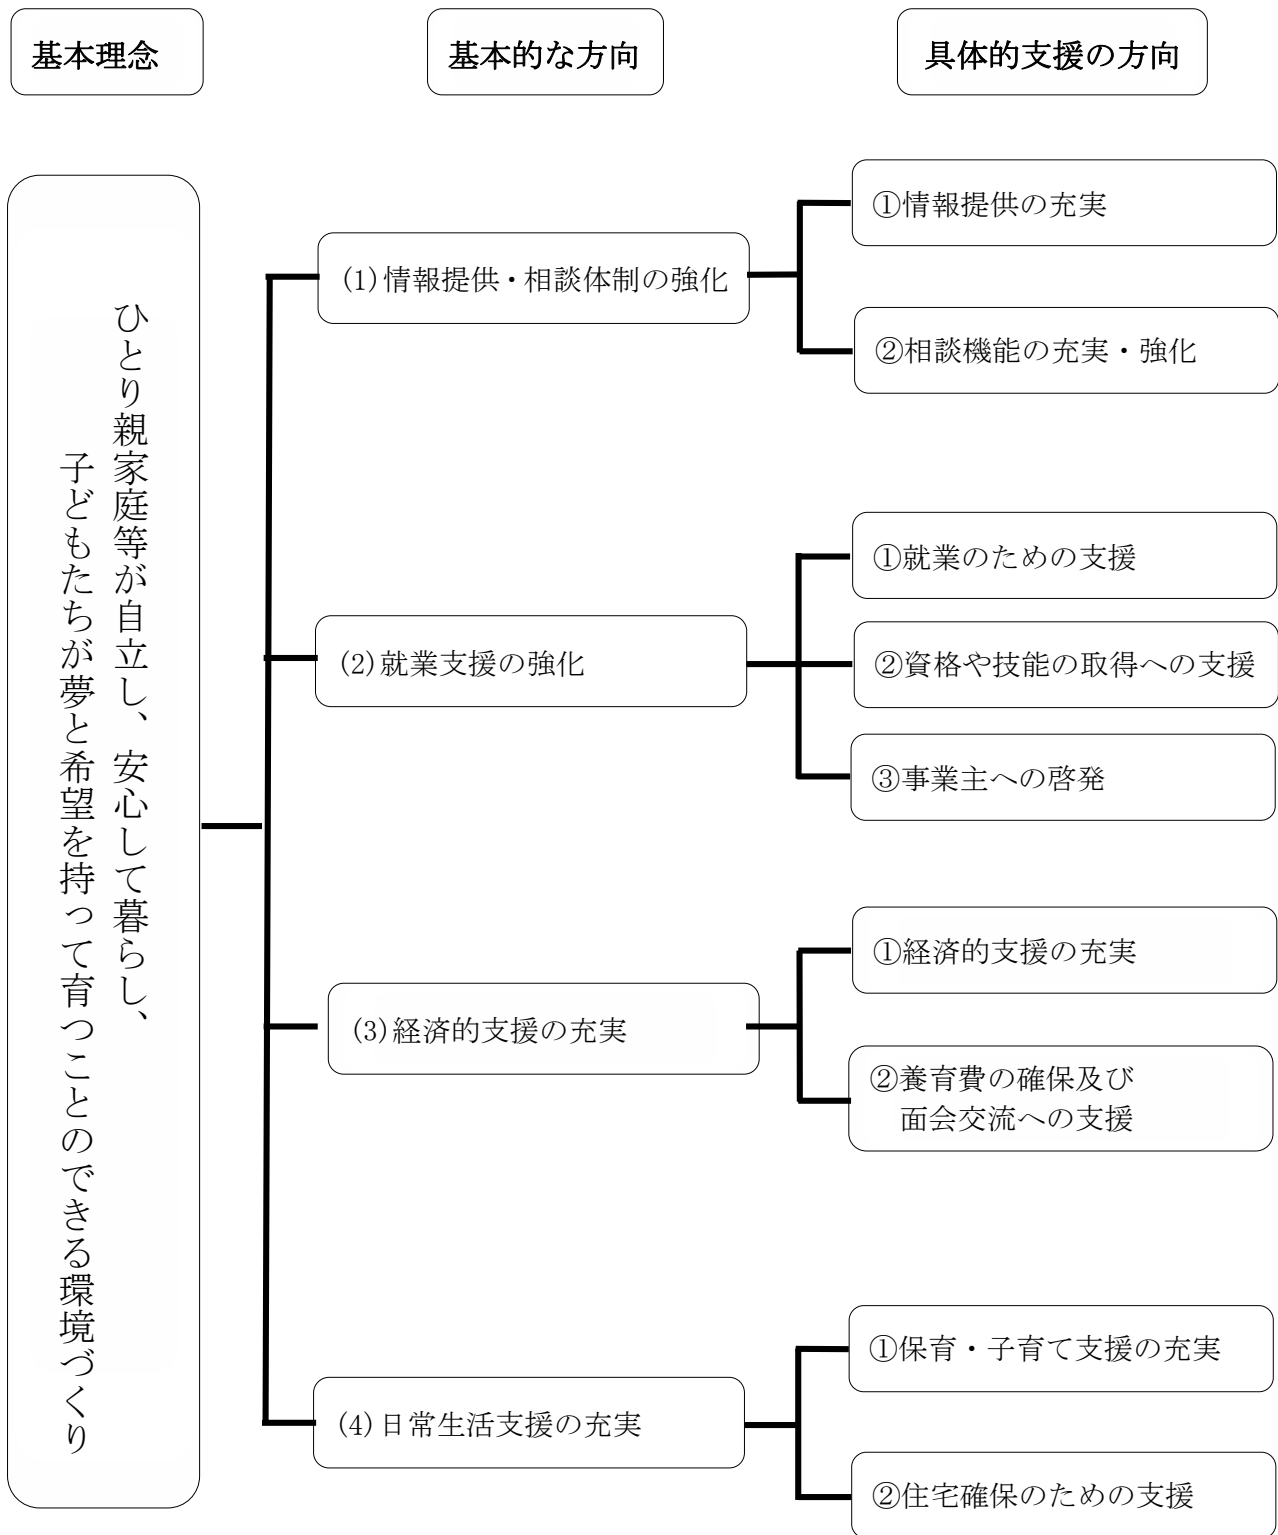 基本理念
基本的な方向
具体的支援の方向
ひとり親家庭等が自立し、安心して暮らし、
子どもたちが夢と希望を持って育つことのできる環境づくり
(1)情報提供・相談体制の強化
①情報提供の充実
②相談機能の充実・強化
(2)就業支援の強化
①就業のための支援
②資格や技能の取得への支援
③事業主への啓発
(3)経済的支援の充実
①経済的支援の充実
②養育費の確保及び
面会交流への支援
(4)日常生活支援の充実
①保育・子育て支援の充実
②住宅確保のための支援